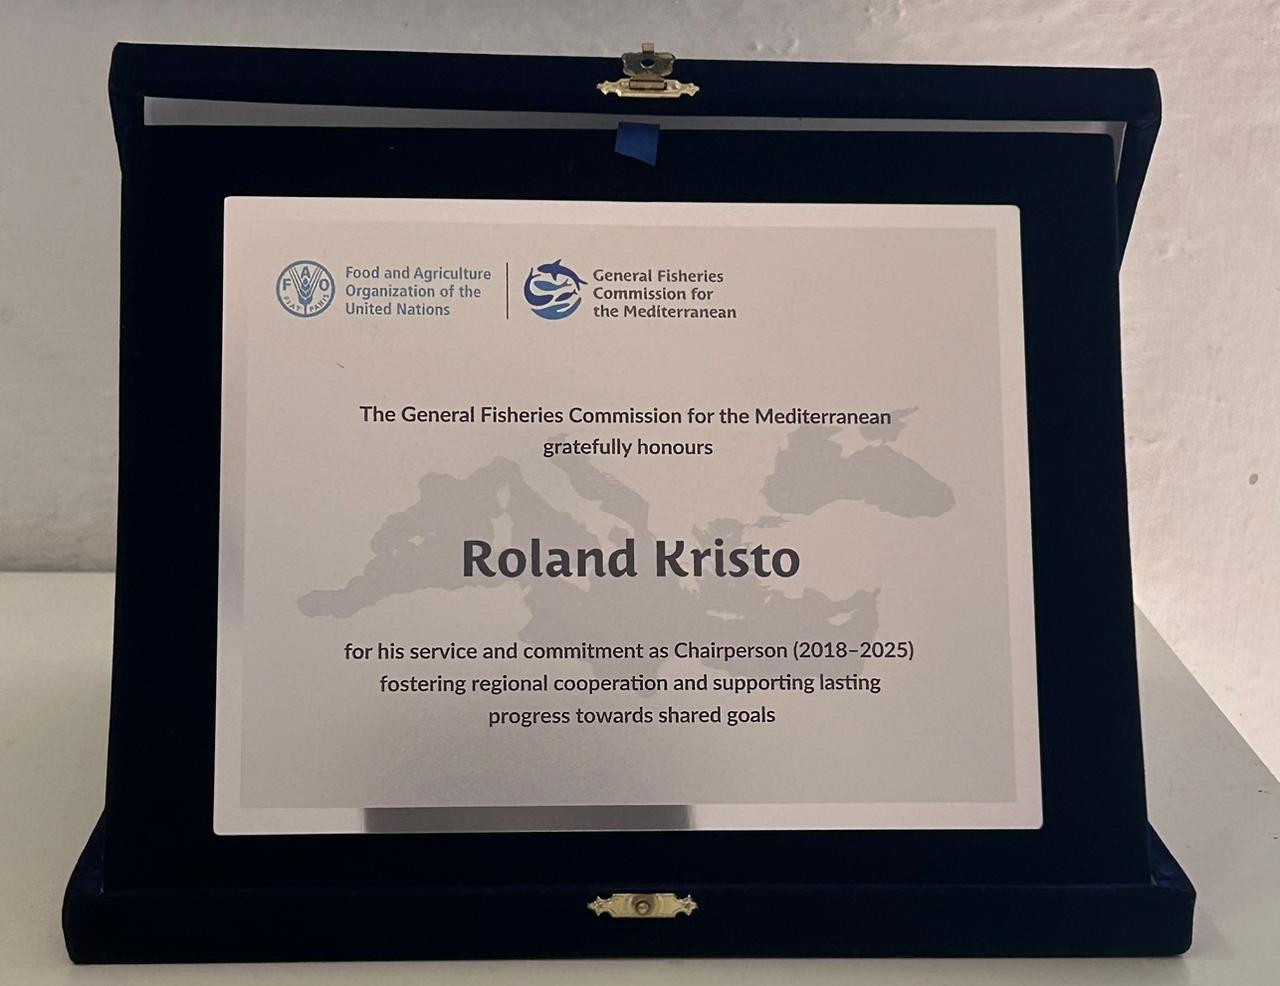 F A O
FIAT PANIS
Food and Agriculture
Organization of the
United Nations
General Fisheries
Commission for
the Mediterranean
The General Fisheries Commission for the Mediterranean
gratefully honours
Roland Kristo
for his service and commitment as Chairperson (2018–2025)
fostering regional cooperation and supporting lasting
progress towards shared goals